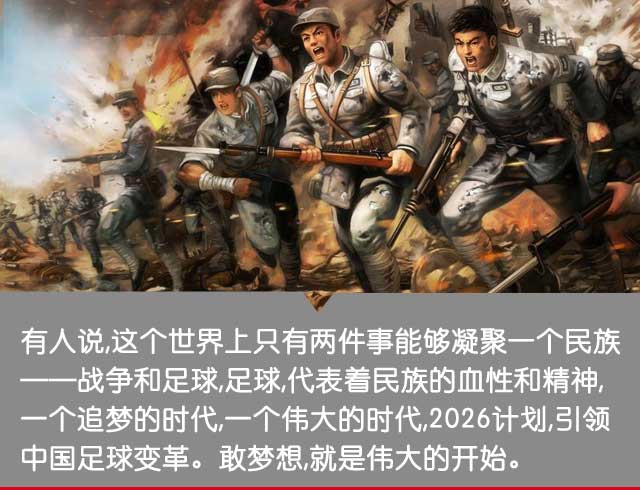 有人说,这个世界上只有两件事能够凝聚一个民族
——战争和足球,足球,代表着民族的血性和精神,
一个追梦的时代,一个伟大的时代,2026计划,引领
中国足球变革。敢梦想,就是伟大的开始。